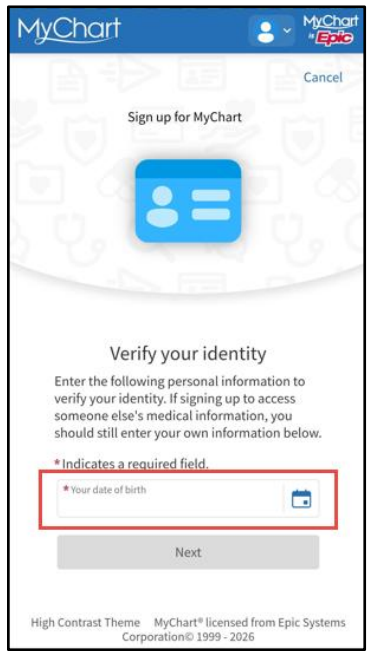 MyChart
MyChart
is Epic
Cancel
Sign up for MyChart
Verify your identity
Enter the following personal information to
verify your identity. If signing up to access
someone else's medical information, you
should still enter your own information below.
* Indicates a required field.
* Your date of birth
Next
High Contrast Theme MyChart® licensed from Epic Systems
Corporation© 1999 - 2026